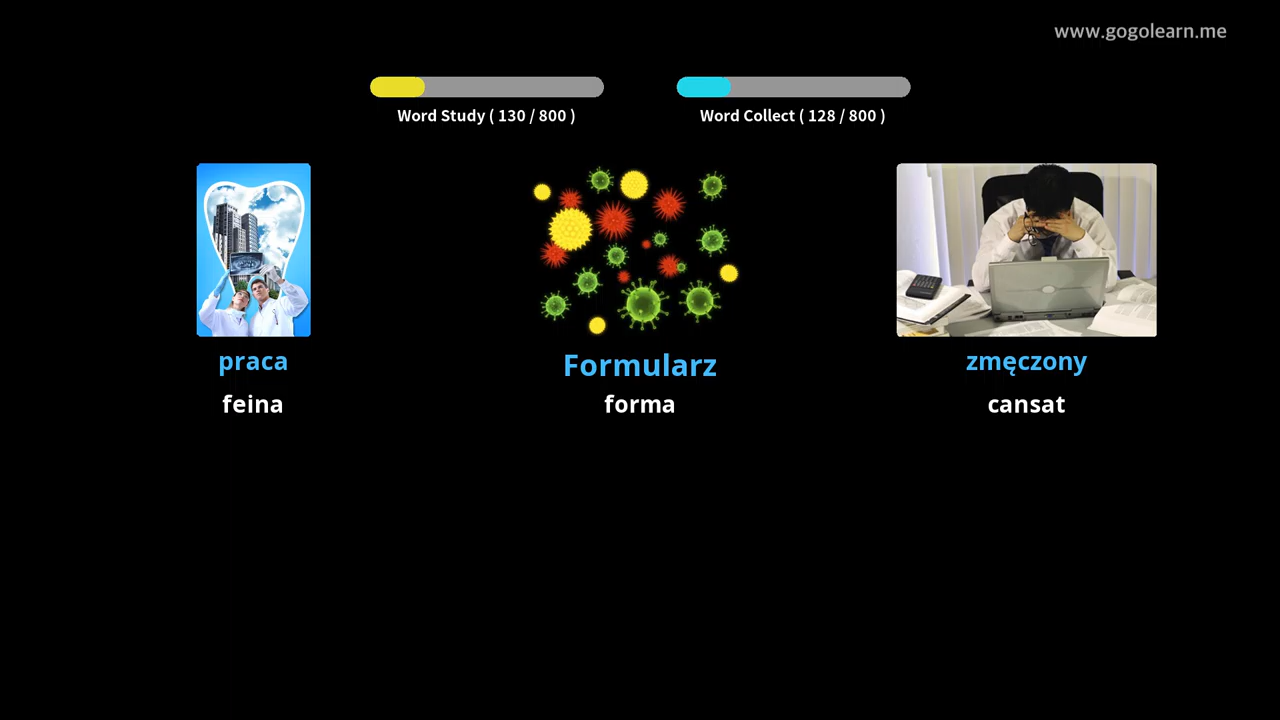 www.gogolearn.me
Word Study ( 130 / 800 )
Word Collect ( 128 / 800 )
praca
Formularz
zmęczony
feina
forma
cansat